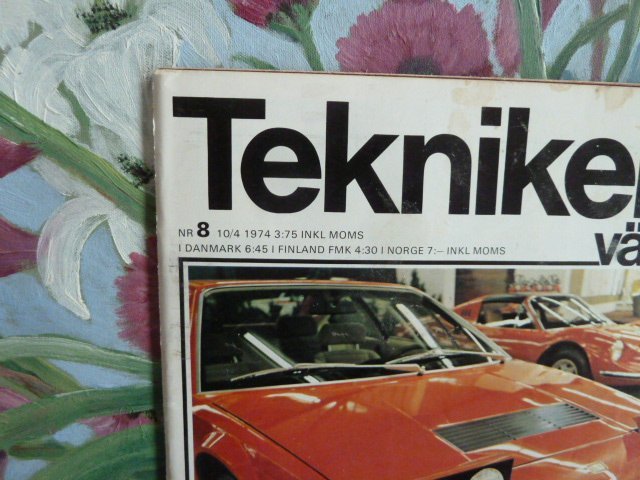 Tekniken
NR 8 10/4 1974 3:75 INKL MOMS
I DANMARK 6:45 I FINLAND FMK 4:30 I NORGE 7:– INKL MOMS
vä